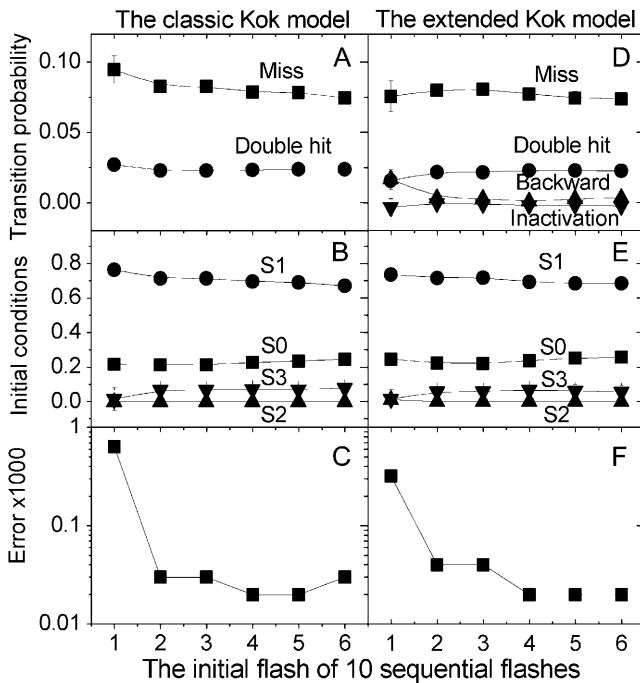 The classic Kok model
The extended Kok model
Transition probability
0.10
0.05
0.00
A
Miss
Double hit
D
Miss
Double hit
Backward
Inactivation
Initial conditions
0.8
0.6
0.4
0.2
0.0
B
S1
S0
S3
S2
E
S1
S0
S3
S2
Error x1000
1
0.1
0.01
C
F
1 2 3 4 5 6
1 2 3 4 5 6
The initial flash of 10 sequential flashes